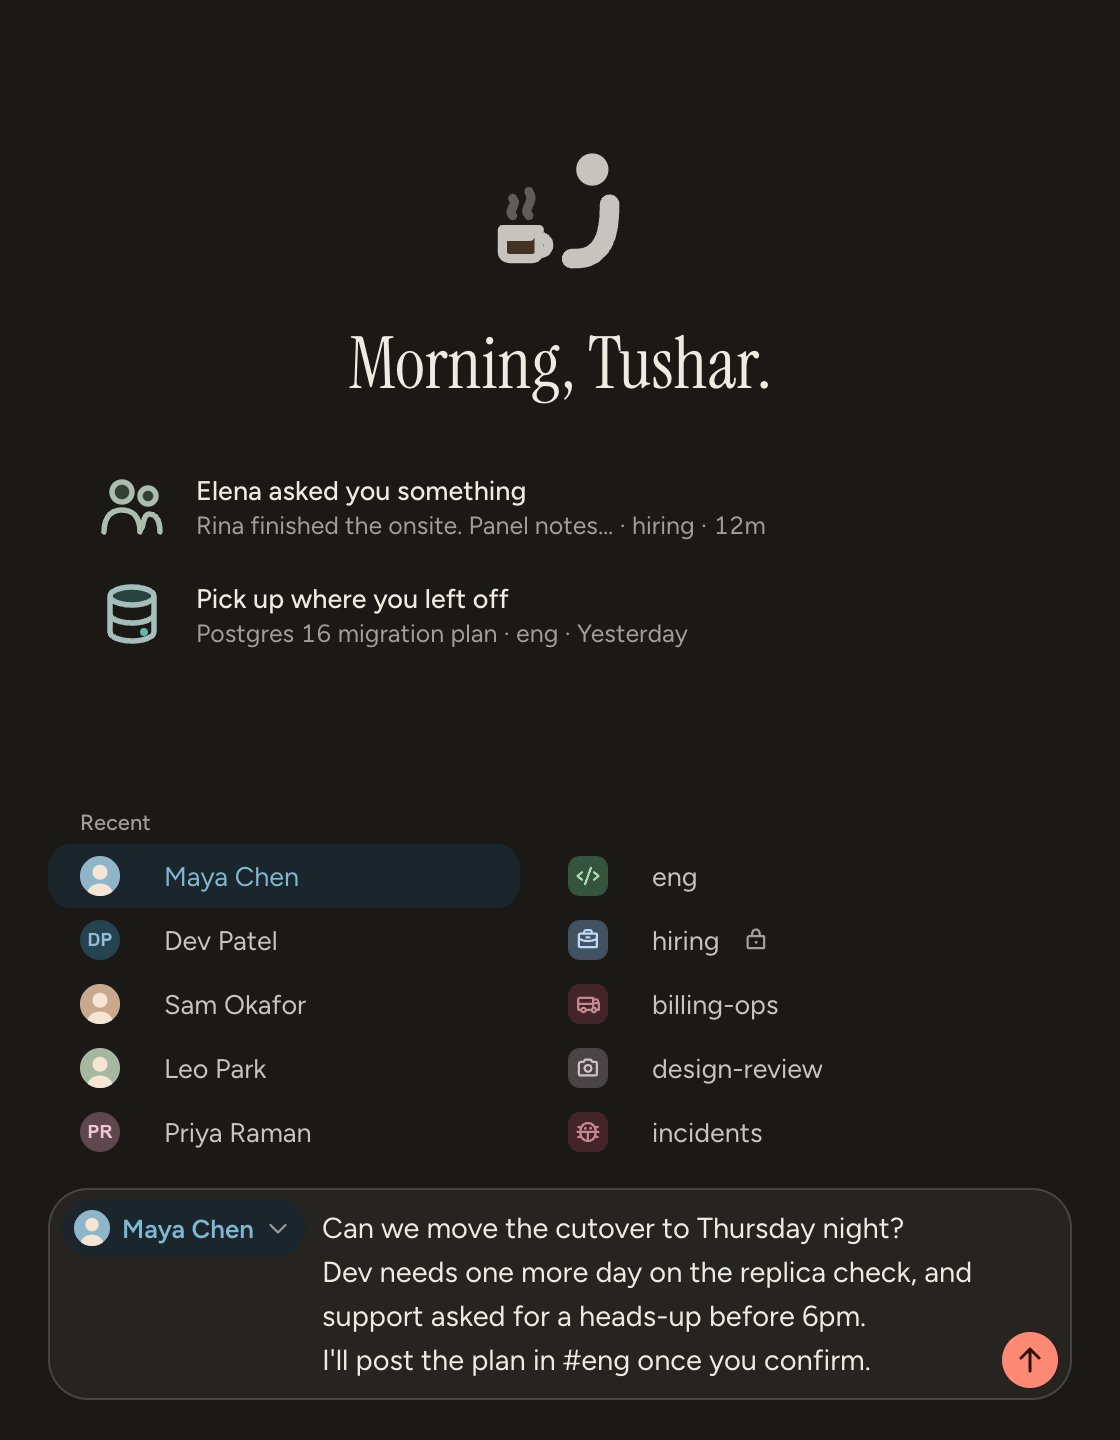 Morning, Tushar.
Elena asked you something
Rina finished the onsite. Panel notes... · hiring · 12m
Pick up where you left off
Postgres 16 migration plan · eng · Yesterday
Recent
Maya Chen
DP Dev Patel
Sam Okafor
Leo Park
PR Priya Raman
eng
hiring
billing-ops
design-review
incidents
Maya Chen
Can we move the cutover to Thursday night?
Dev needs one more day on the replica check, and
support asked for a heads-up before 6pm.
I'll post the plan in #eng once you confirm.